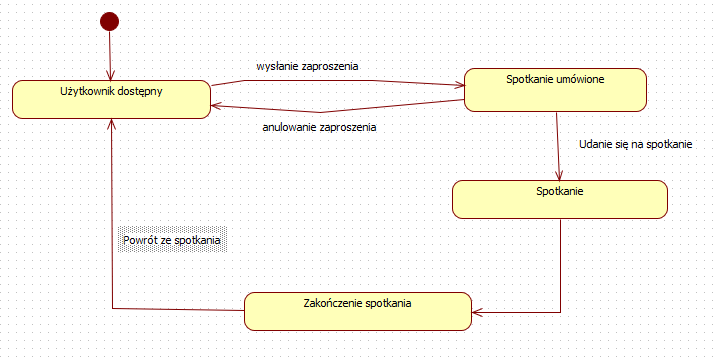 wysłanie zaproszenia
Użytkownik dostępny
Spotkanie umówione
anulowanie zaproszenia
Udanie się na spotkanie
Spotkanie
Powrót ze spotkania
Zakończenie spotkania